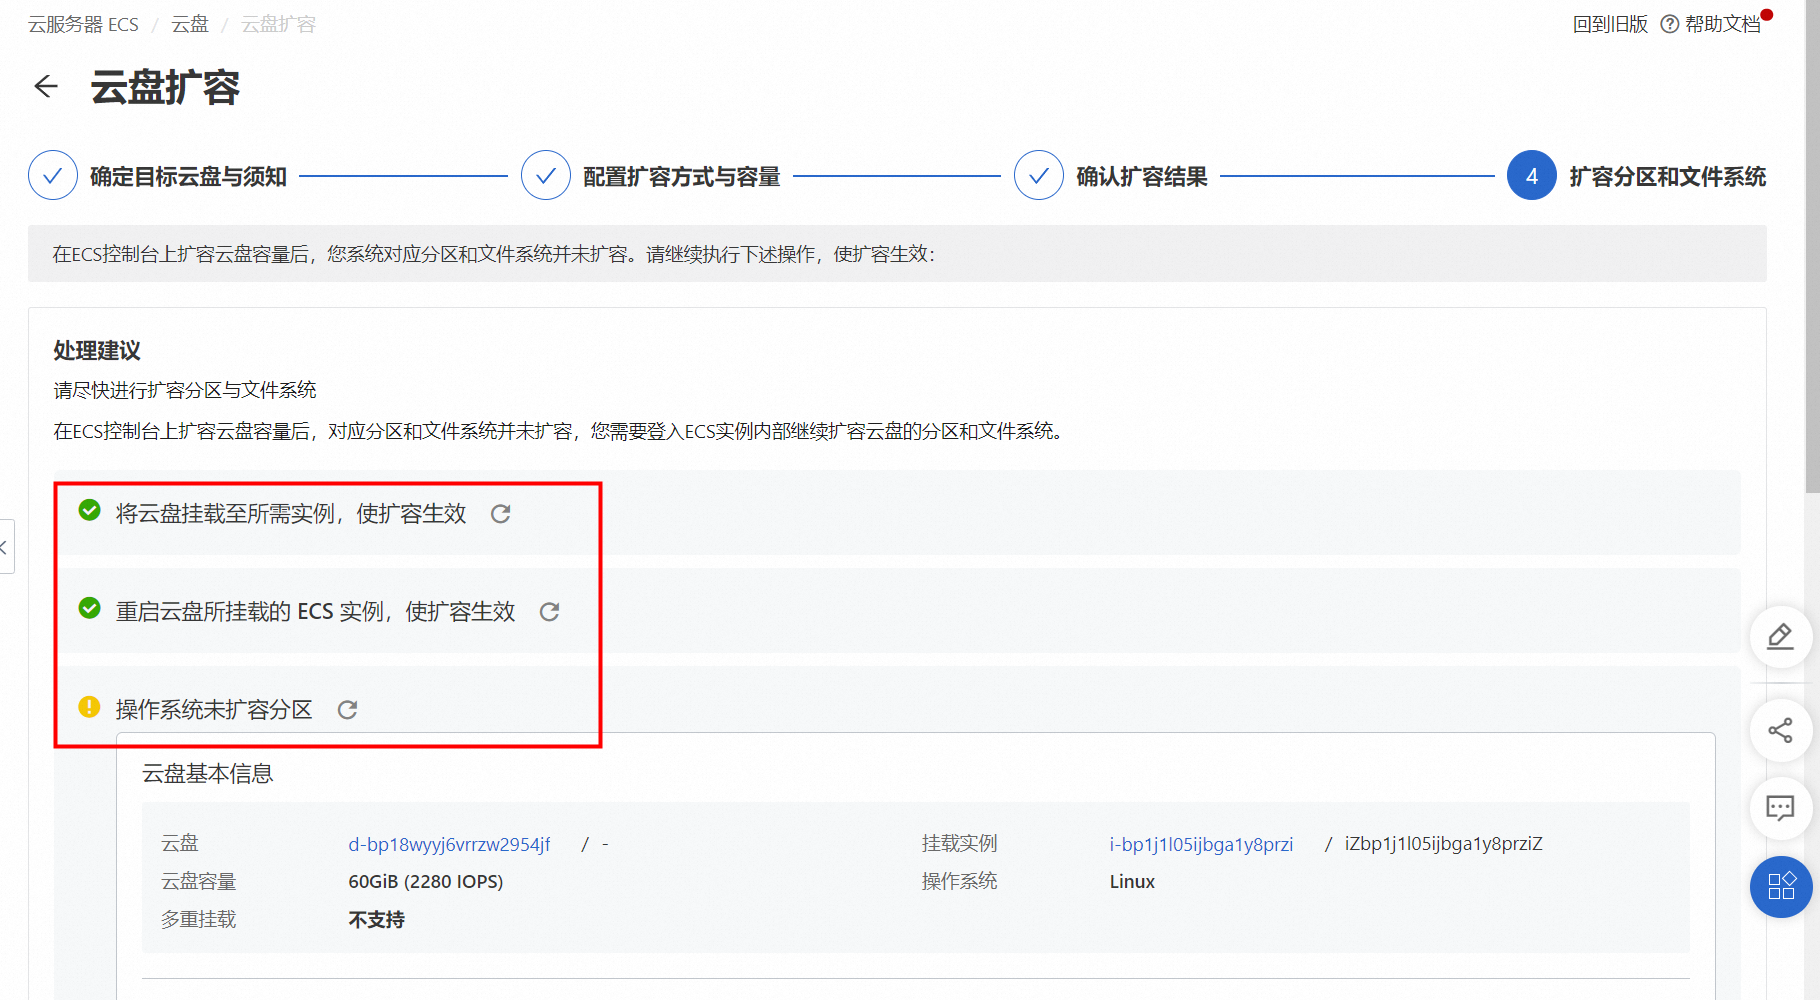 云服务器 ECS / 云盘 / 云盘扩容
回到旧版 帮助文档
云盘扩容
确定目标云盘与须知 配置扩容方式与容量 确认扩容结果 4 扩容分区和文件系统
在ECS控制台上扩容云盘容量后，您系统对应分区和文件系统并未扩容。请继续执行下述操作，使扩容生效：
处理建议
请尽快进行扩容分区与文件系统
在ECS控制台上扩容云盘容量后，对应分区和文件系统并未扩容，您需要登入ECS实例内部继续扩容云盘的分区和文件系统。
将云盘挂载至所需实例，使扩容生效
重启云盘所挂载的 ECS 实例，使扩容生效
操作系统未扩容分区
云盘基本信息
云盘 d-bp18wyyj6vrrzw2954jf / - 挂载实例 i-bp1j1l05ijbga1y8przi / iZbp1j1l05ijbga1y8prziZ
云盘容量 60GiB (2280 IOPS) 操作系统 Linux
多重挂载 不支持